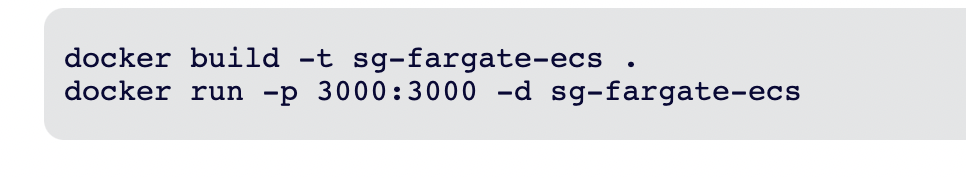 docker build -t sg-fargate-ecs .
docker run -p 3000:3000 -d sg-fargate-ecs